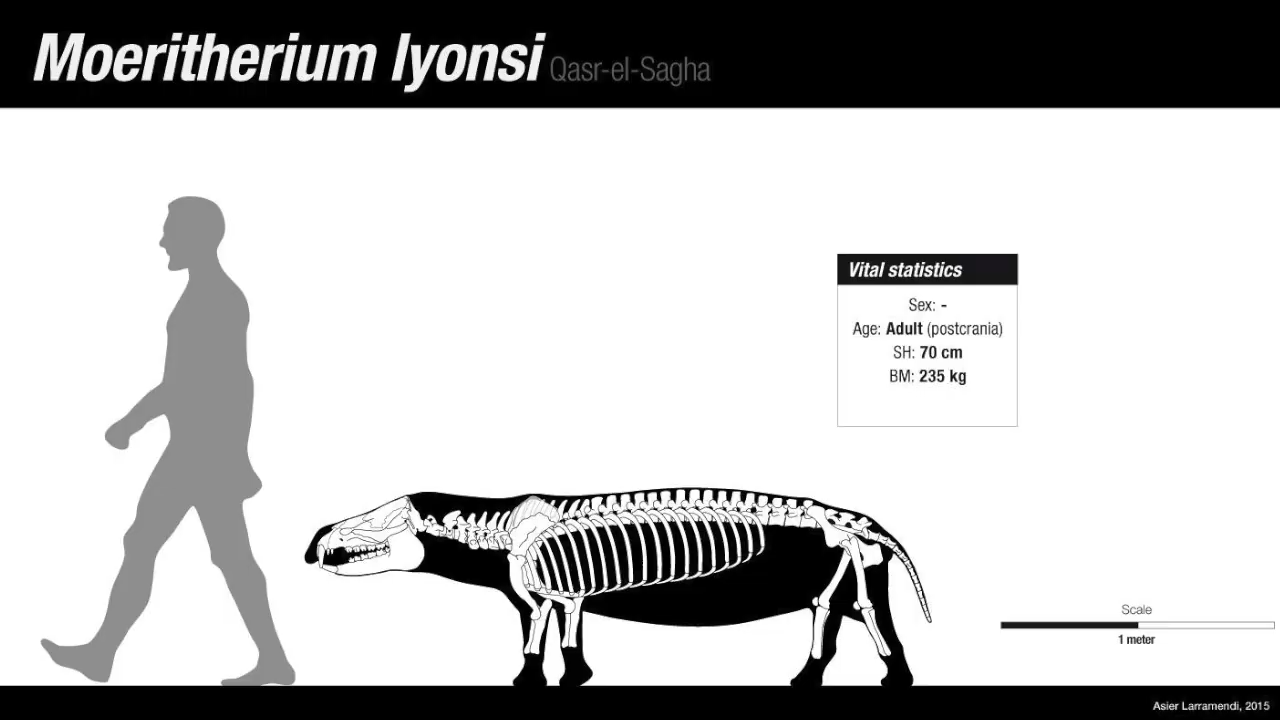 Moeritherium lyonsi Qasr-el-Sagha
Vital statistics
Sex: -
Age: Adult (postcrania)
SH: 70 cm
BM: 235 kg
Scale
1 meter
Asier Larramendi, 2015